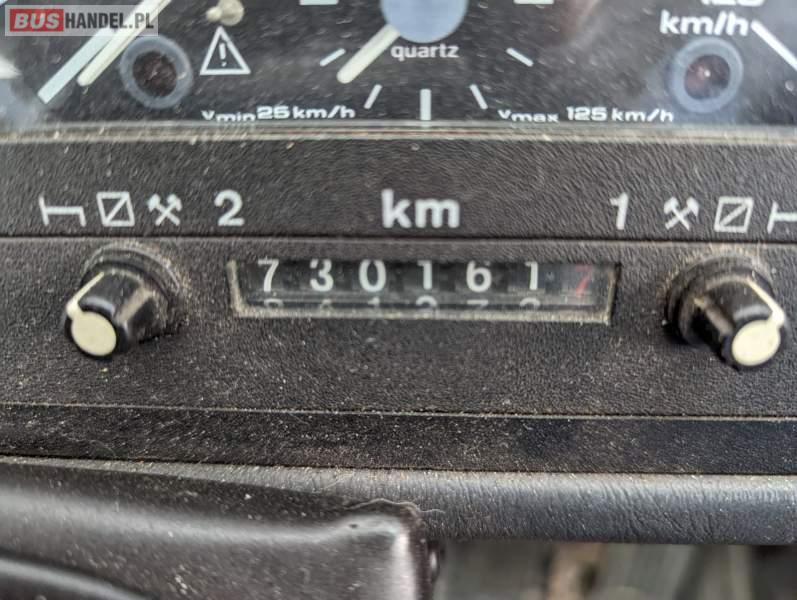 BUSHANDEL.PL
km/h
quartz
vmin 25 km/h
vmax 125 km/h
2 km 1
7301617